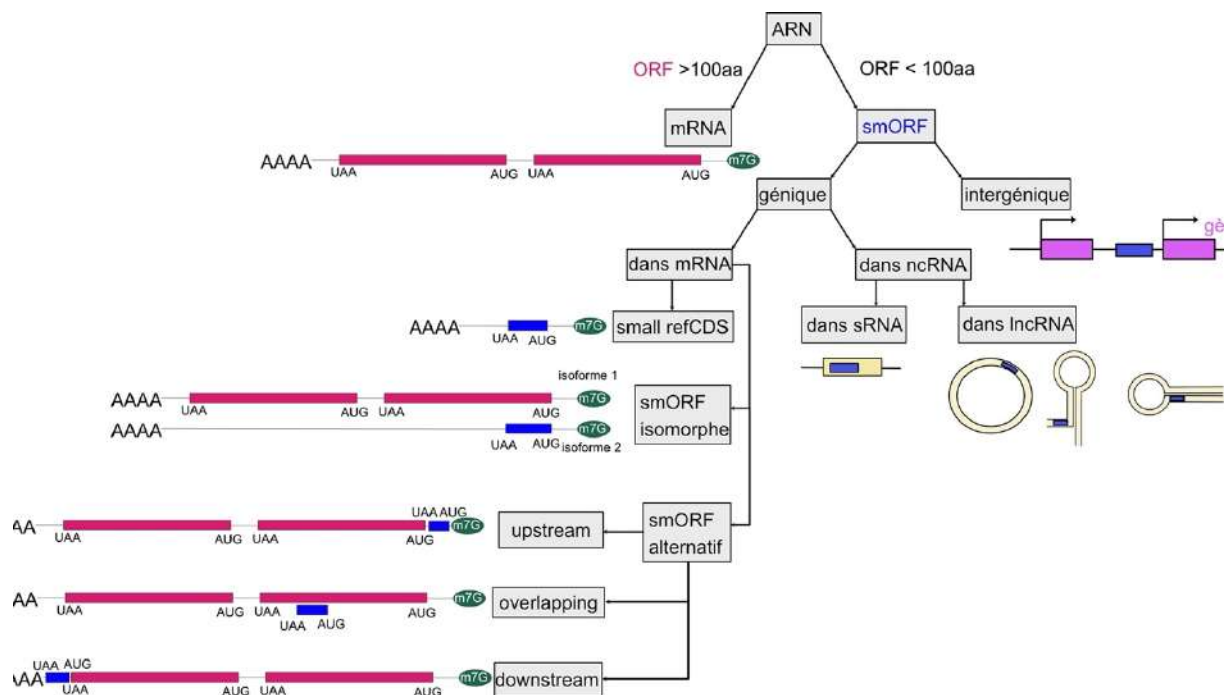 ARN
ORF >100aa
ORF < 100aa
mRNA
smORF
AAAA
UAA
AUG
UAA
AUG
m7G
génique
intergénique
gè
dans mRNA
dans ncRNA
AAAA
UAA
AUG
m7G
small refCDS
dans sRNA
dans lncRNA
isoforme 1
AAAA
UAA
AUG
UAA
AUG
m7G
smORF
isomorphe
AAAA
UAA
AUG
m7G
isoforme 2
UAA AUG
AA
UAA
AUG
UAA
AUG
m7G
upstream
smORF
alternatif
AA
UAA
AUG
UAA
AUG
m7G
overlapping
UAA
AUG
UAA AUG
AAA
UAA
AUG
UAA
AUG
m7G
downstream